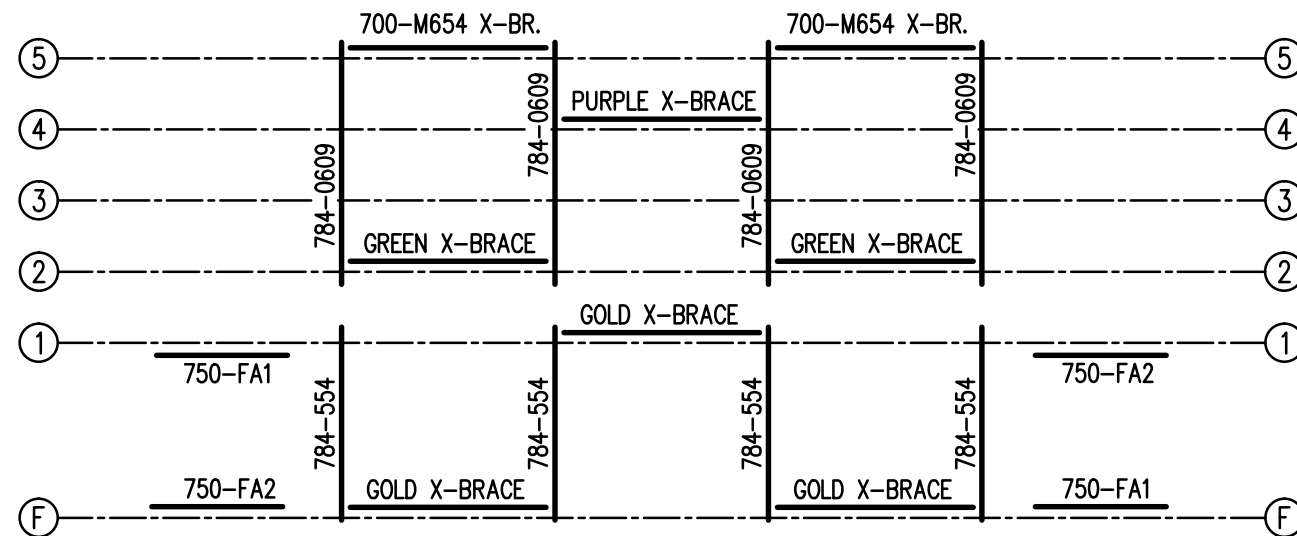 700-M654 X-BR.
700-M654 X-BR.
5
5
784-0609
784-0609
PURPLE X-BRACE
4
4
784-0609
784-0609
3
3
GREEN X-BRACE
GREEN X-BRACE
2
2
GOLD X-BRACE
1
1
750-FA1
750-FA2
784-554
784-554
784-554
784-554
750-FA2
GOLD X-BRACE
GOLD X-BRACE
750-FA1
F
F